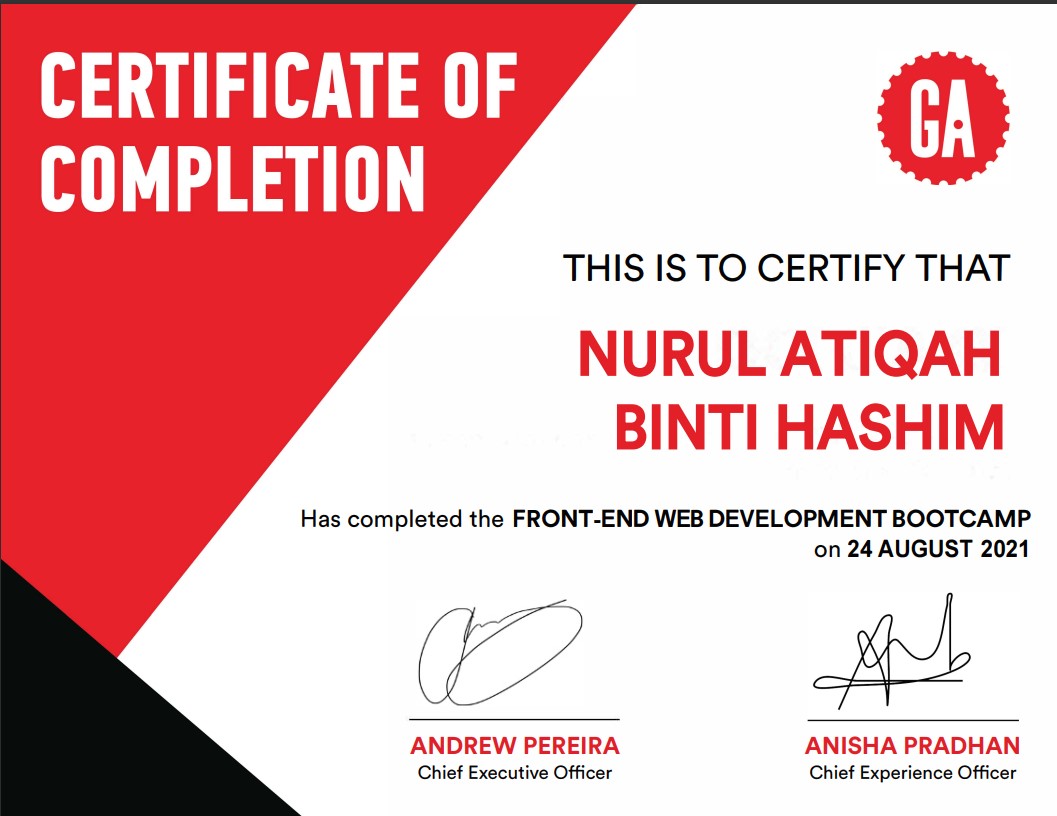 CERTIFICATE OF
COMPLETION
GA
THIS IS TO CERTIFY THAT
NURUL ATIQAH
BINTI HASHIM
Has completed the FRONT-END WEB DEVELOPMENT BOOTCAMP
on 24 AUGUST 2021
ANDREW PEREIRA
Chief Executive Officer
ANISHA PRADHAN
Chief Experience Officer